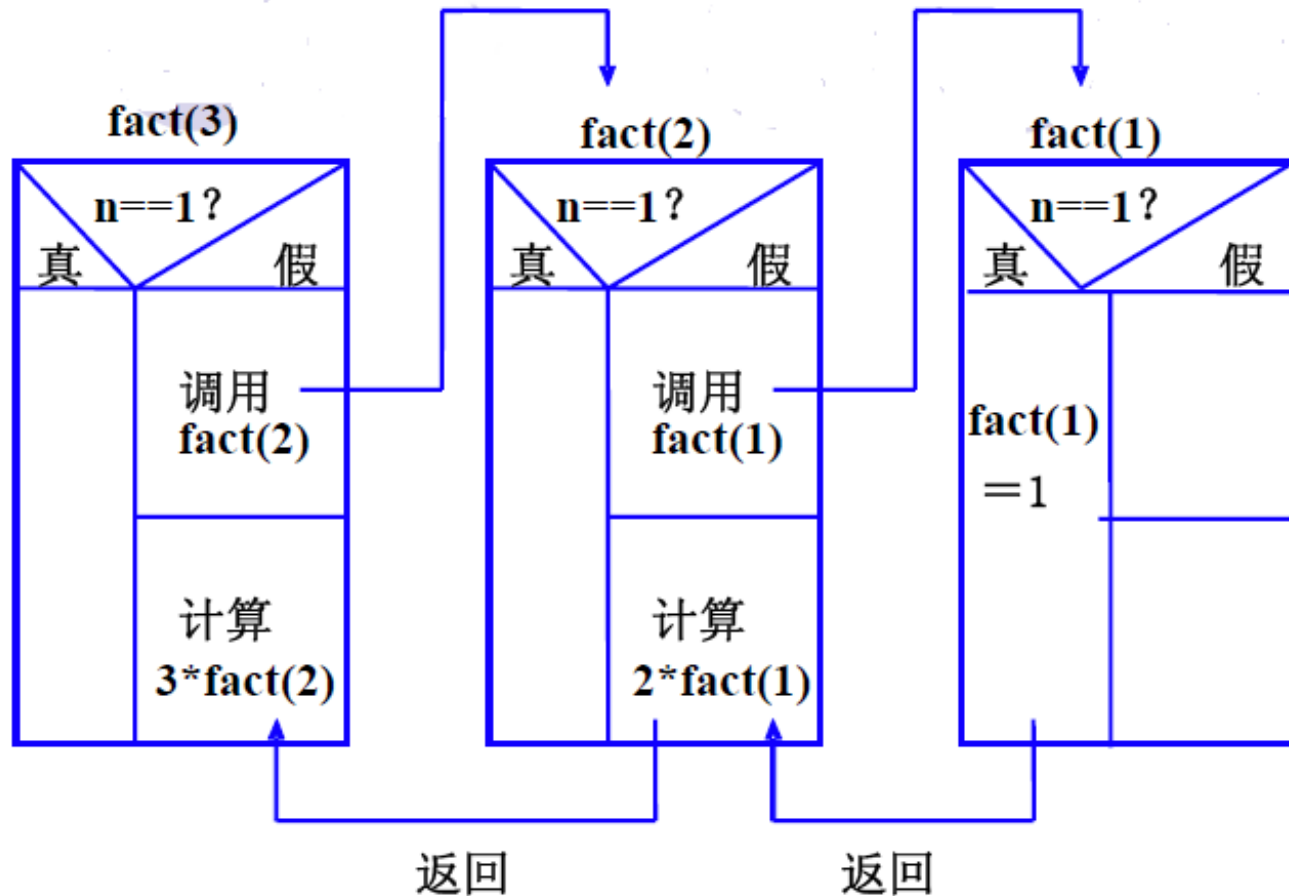 fact(3)
n==1？
真
假
调用
fact(2)
计算
3*fact(2)
fact(2)
n==1？
真
假
调用
fact(1)
计算
2*fact(1)
fact(1)
n==1？
真
假
fact(1)
＝1
返回
返回